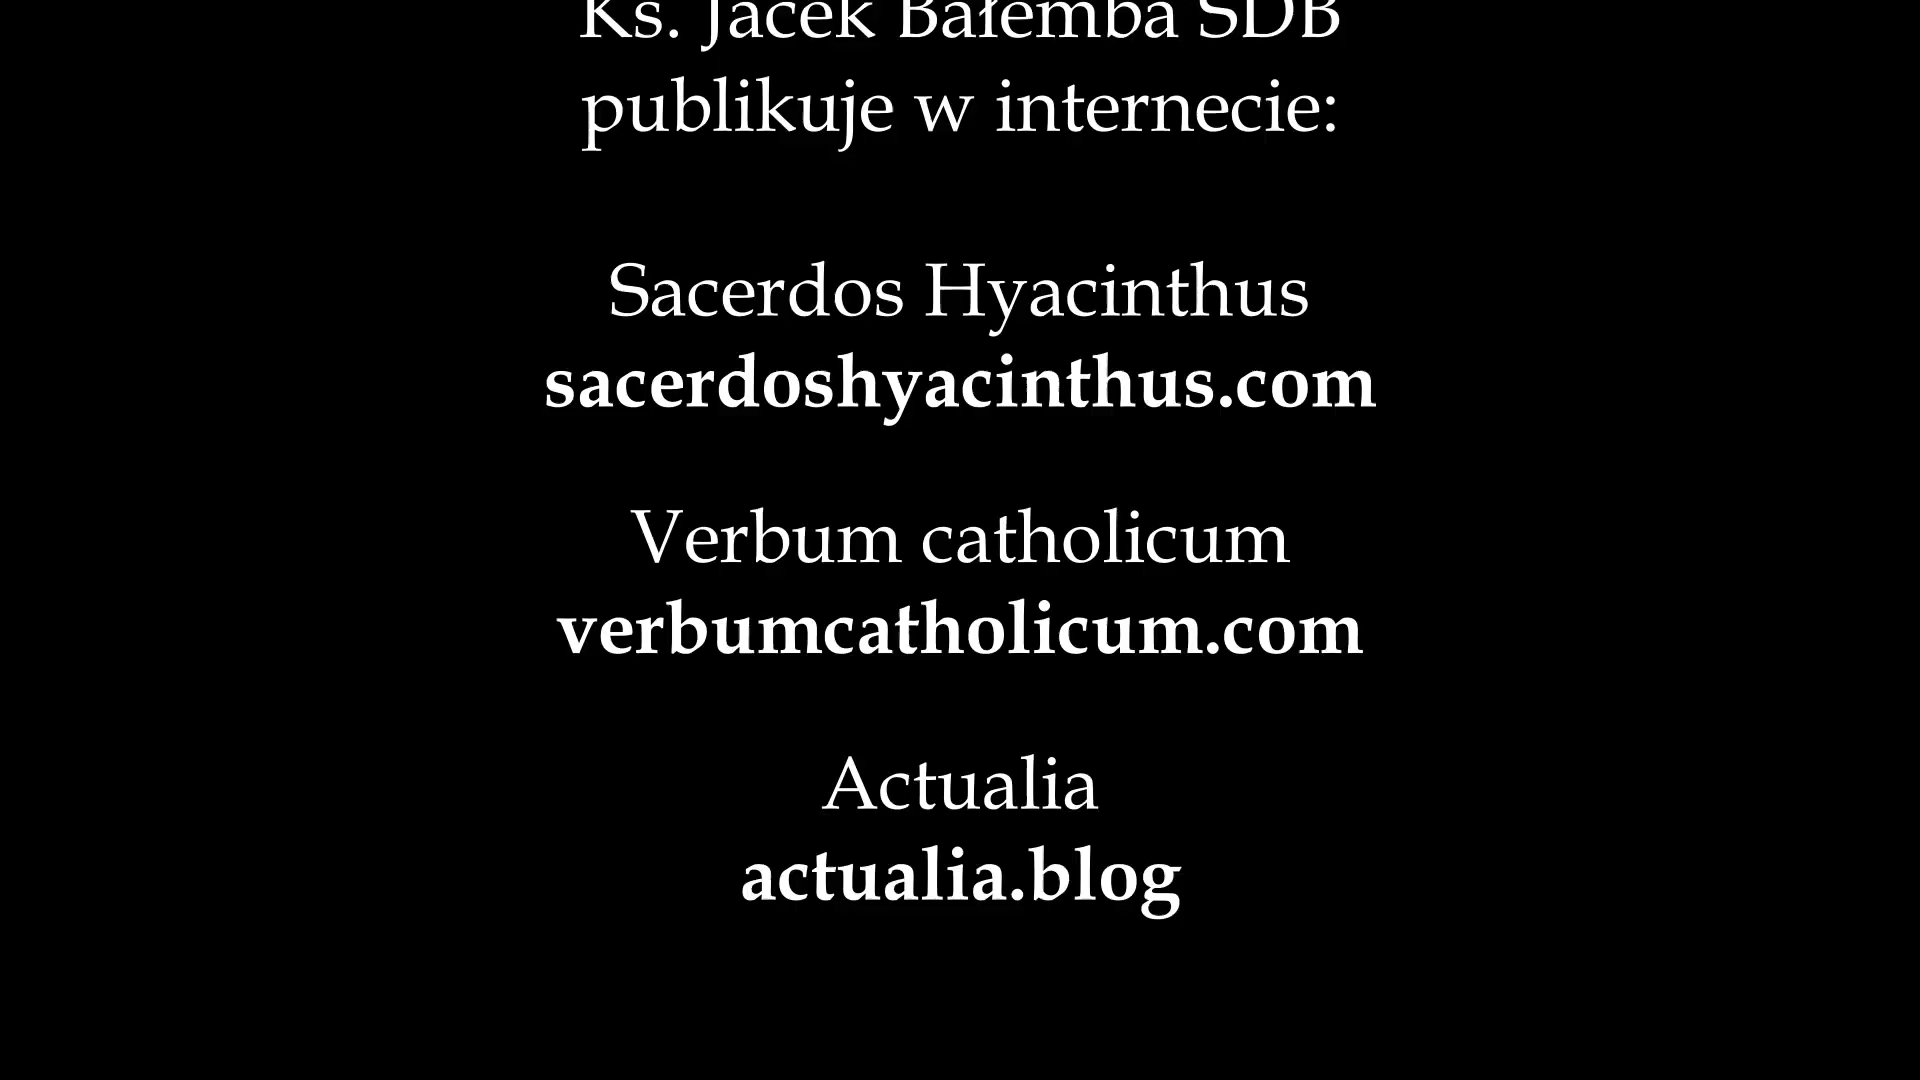 Ks. Jacek Bałemba SDB
publikuje w internecie:
Sacerdos Hyacinthus
sacerdoshyacinthus.com
Verbum catholicum
verbumcatholicum.com
Actualia
actualia.blog